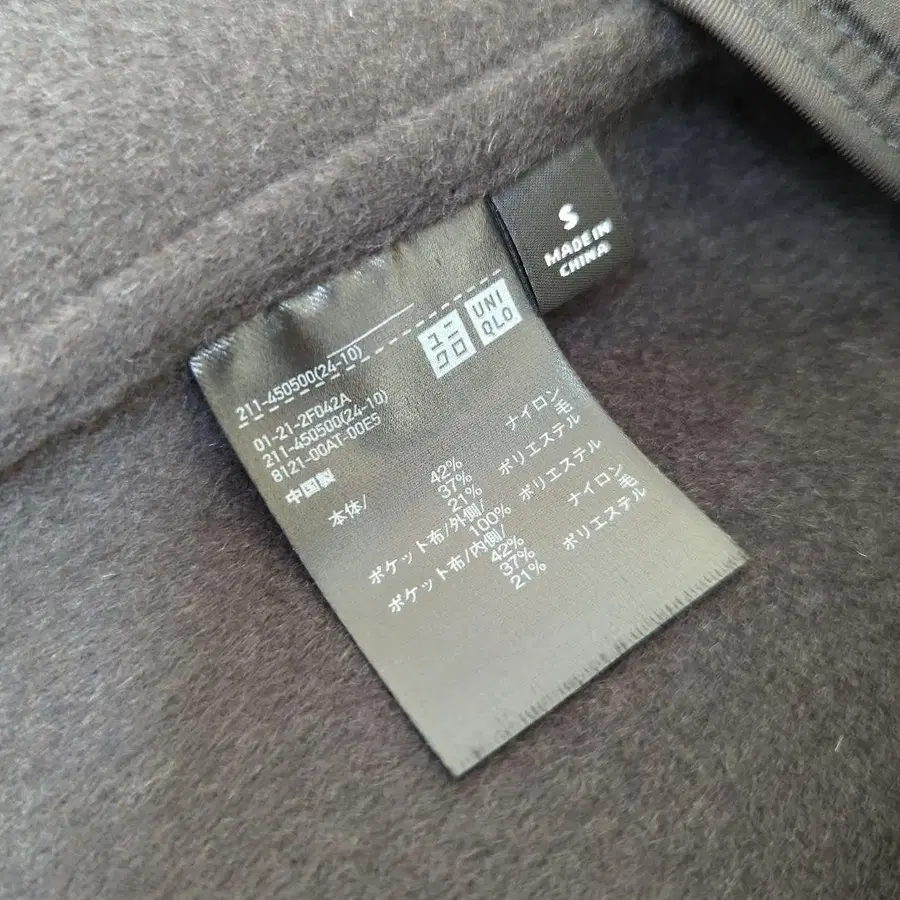 S
MADE IN
CHINA
ユニ
クロ
UNI
QLO
211-450500(24-10)
01-21-2F042A
211-450500(24-10)
8121-00AT-00E5
中国製
本体/
42% ナイロン
37% 毛
21% ポリエステル
ポケット布/外側/
100% ポリエステル
ポケット布/内側/
42% ナイロン
37% 毛
21% ポリエステル